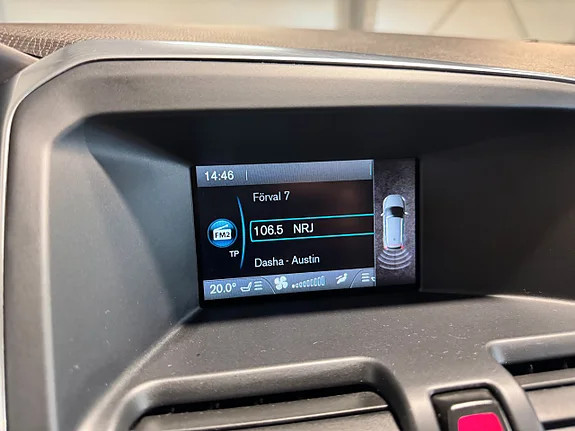 14:46
Förval 7
FM2
106.5 NRJ
TP
Dasha - Austin
20.0°